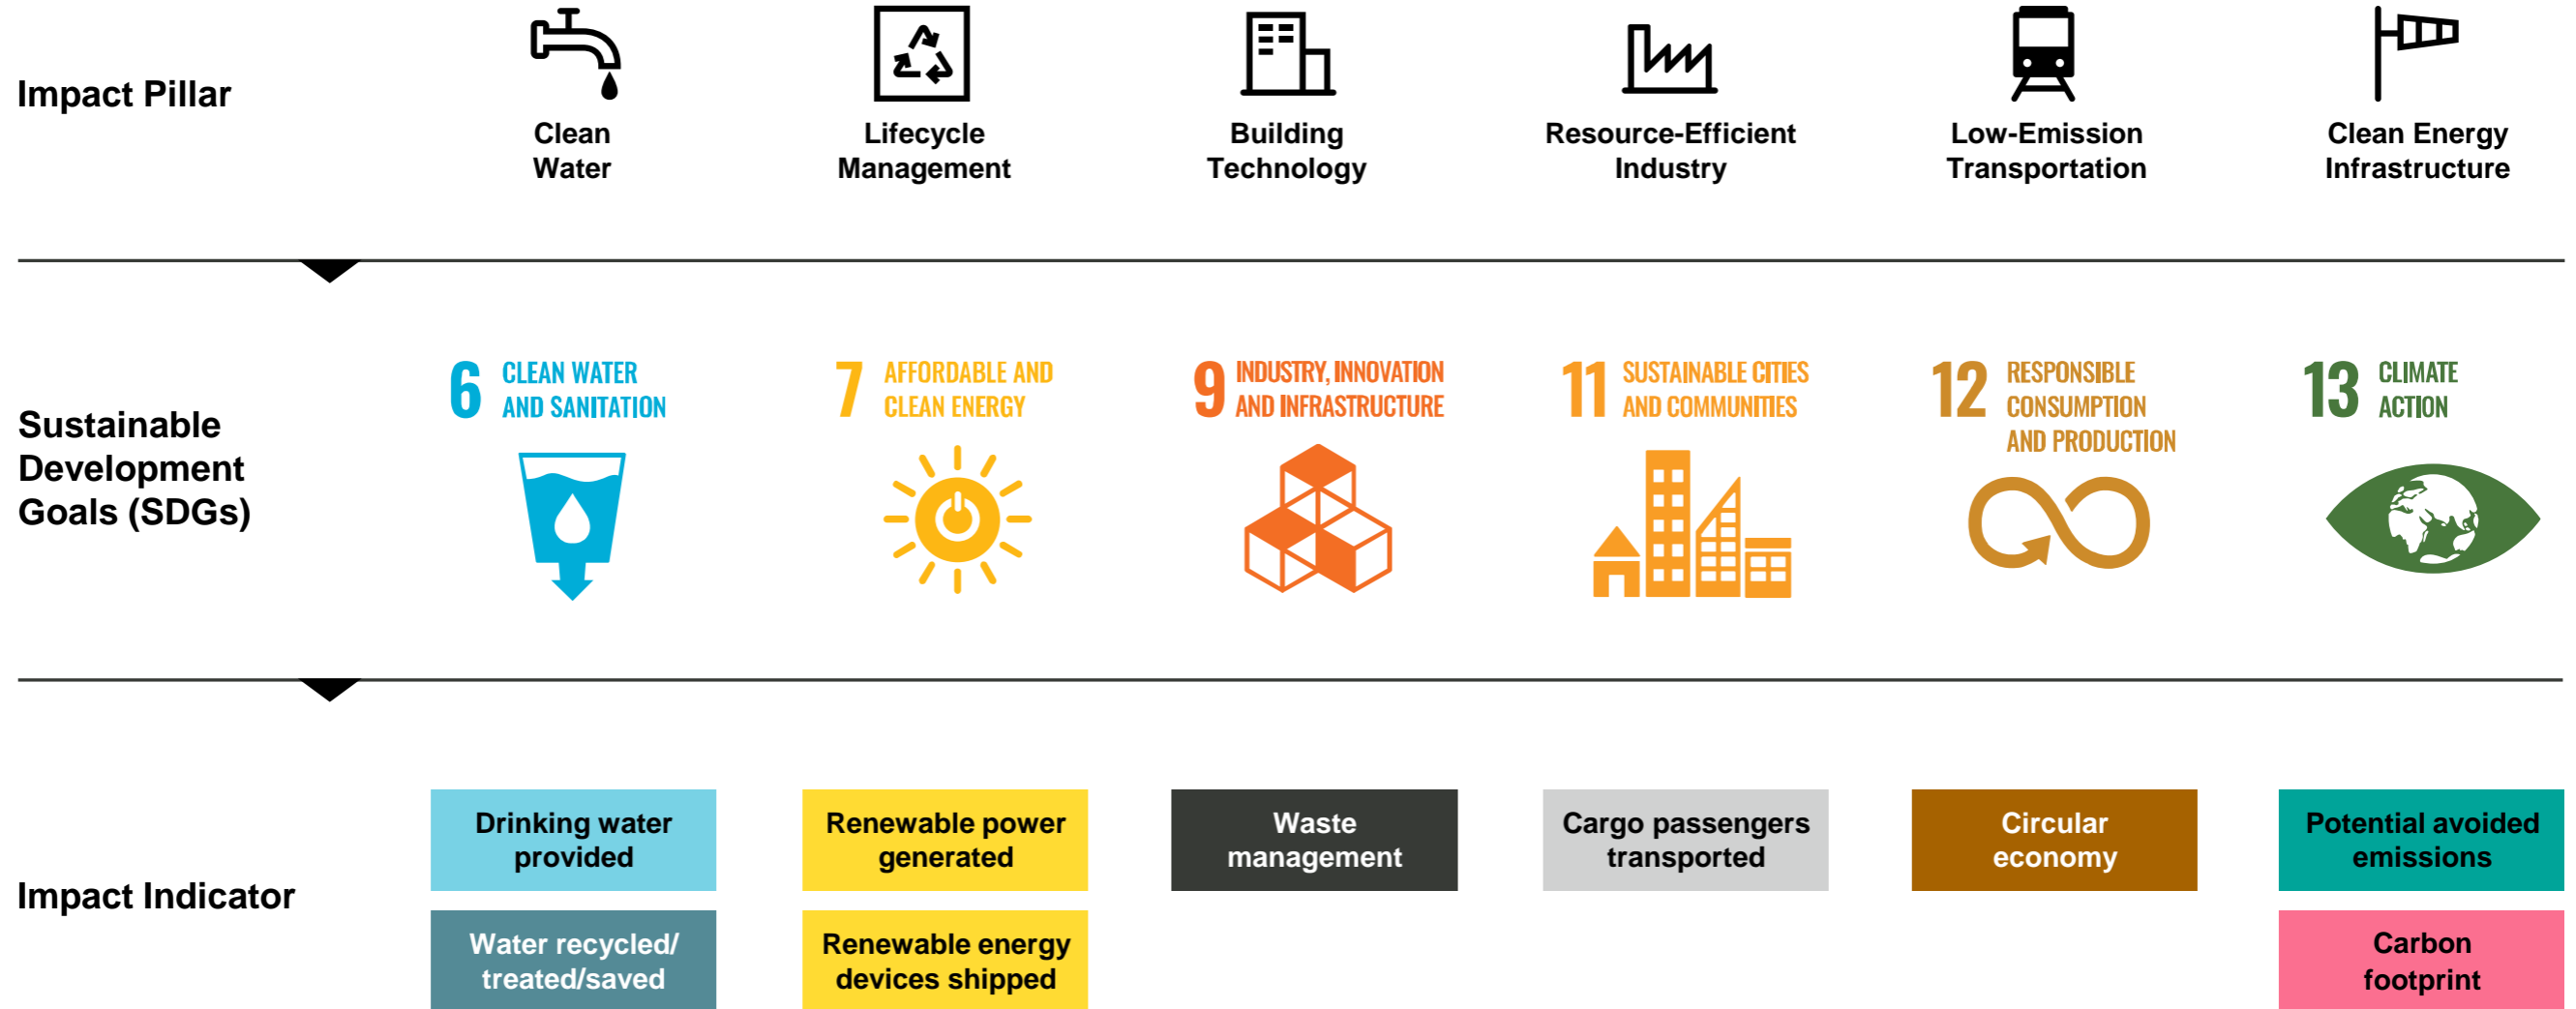 Impact Pillar
Clean
Water
Lifecycle
Management
Building
Technology
Resource-Efficient
Industry
Low-Emission
Transportation
Clean Energy
Infrastructure
Sustainable
Development
Goals (SDGs)
6 CLEAN WATER
AND SANITATION
7 AFFORDABLE AND
CLEAN ENERGY
9 INDUSTRY, INNOVATION
AND INFRASTRUCTURE
11 SUSTAINABLE CITIES
AND COMMUNITIES
12 RESPONSIBLE
CONSUMPTION
AND PRODUCTION
13 CLIMATE
ACTION
Impact Indicator
Drinking water
provided
Water recycled/
treated/saved
Renewable power
generated
Renewable energy
devices shipped
Waste
management
Cargo passengers
transported
Circular
economy
Potential avoided
emissions
Carbon
footprint